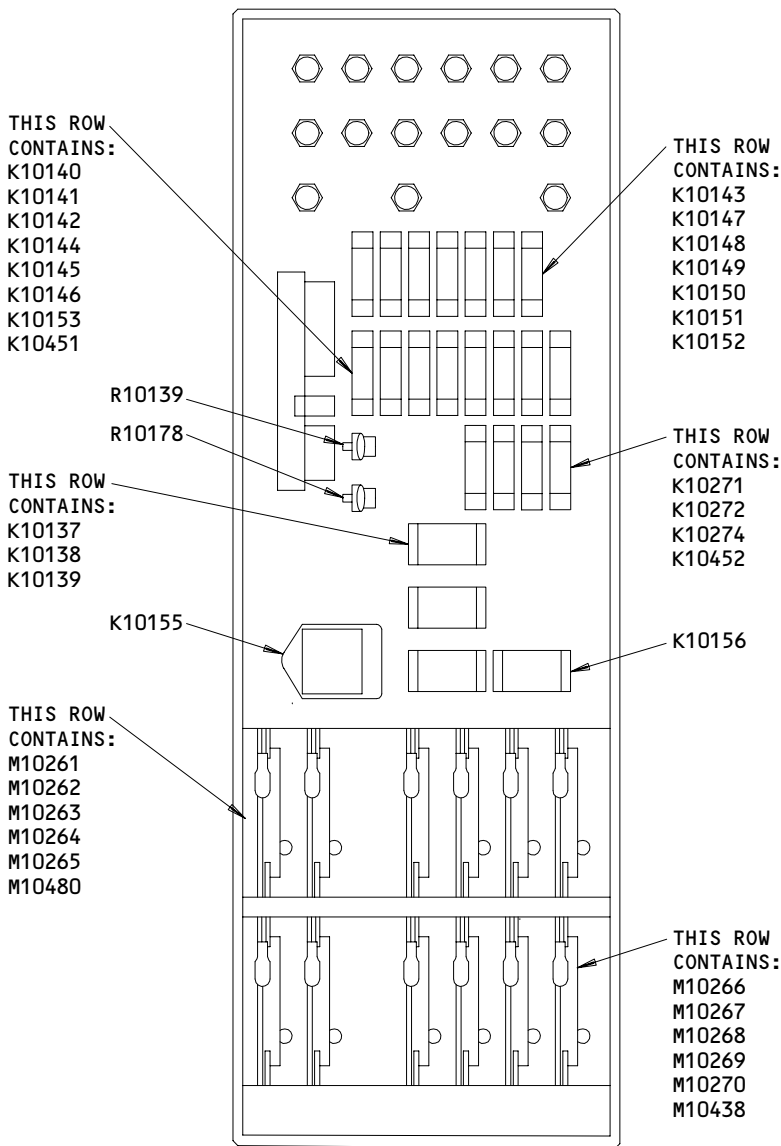 THIS ROW
CONTAINS:
K10140
K10141
K10142
K10144
K10145
K10146
K10153
K10451
R10139
R10178
THIS ROW
CONTAINS:
K10137
K10138
K10139
K10155
THIS ROW
CONTAINS:
M10261
M10262
M10263
M10264
M10265
M10480
THIS ROW
CONTAINS:
K10143
K10147
K10148
K10149
K10150
K10151
K10152
THIS ROW
CONTAINS:
K10271
K10272
K10274
K10452
K10156
THIS ROW
CONTAINS:
M10266
M10267
M10268
M10269
M10270
M10438